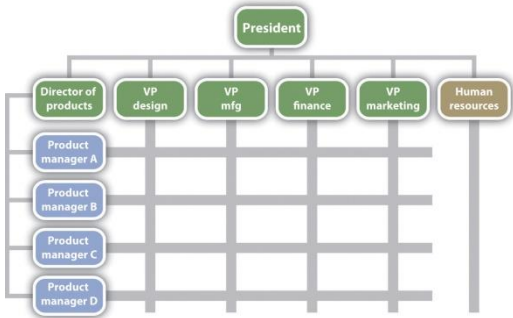 President
Director of
products
VP
design
VP
mfg
VP
finance
VP
marketing
Human
resources
Product
manager A
Product
manager B
Product
manager C
Product
manager D